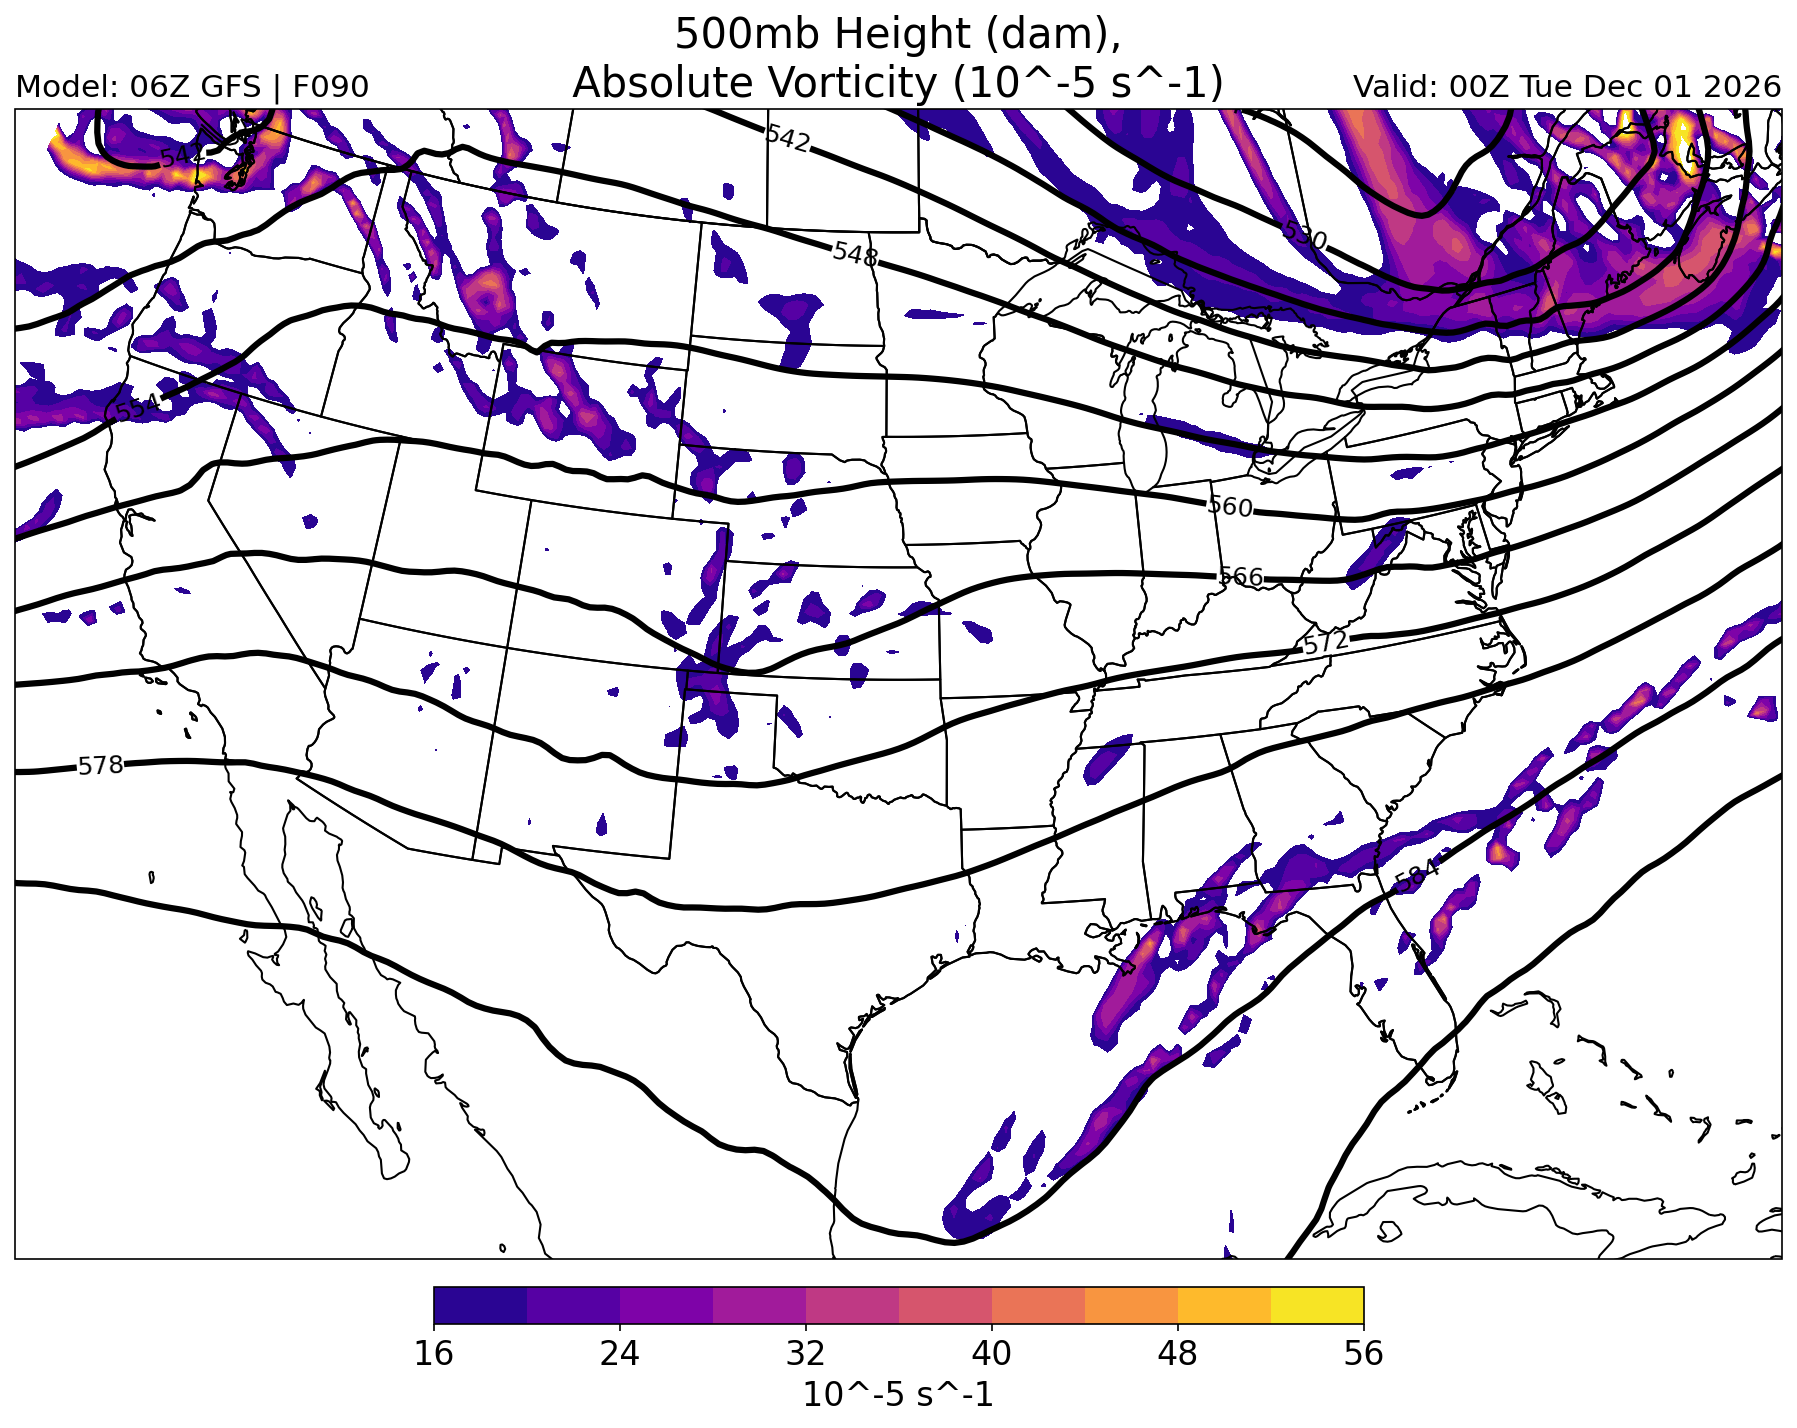 500mb Height (dam),
Absolute Vorticity (10^-5 s^-1)
Model: 06Z GFS | F090
Valid: 00Z Tue Dec 01 2026
542
542
530
548
554
560
566
572
578
584
16 24 32 40 48 56
10^-5 s^-1